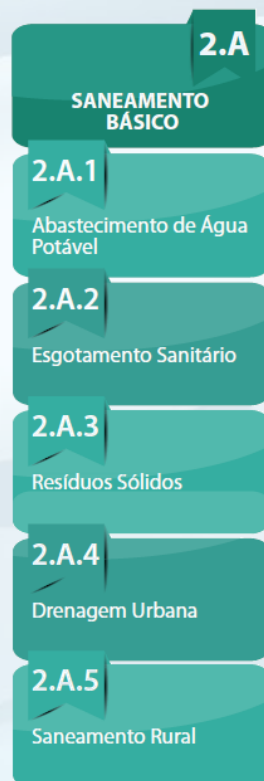 2.A
SANEAMENTO
BÁSICO
2.A.1
Abastecimento de Água
Potável
2.A.2
Esgotamento Sanitário
2.A.3
Resíduos Sólidos
2.A.4
Drenagem Urbana
2.A.5
Saneamento Rural